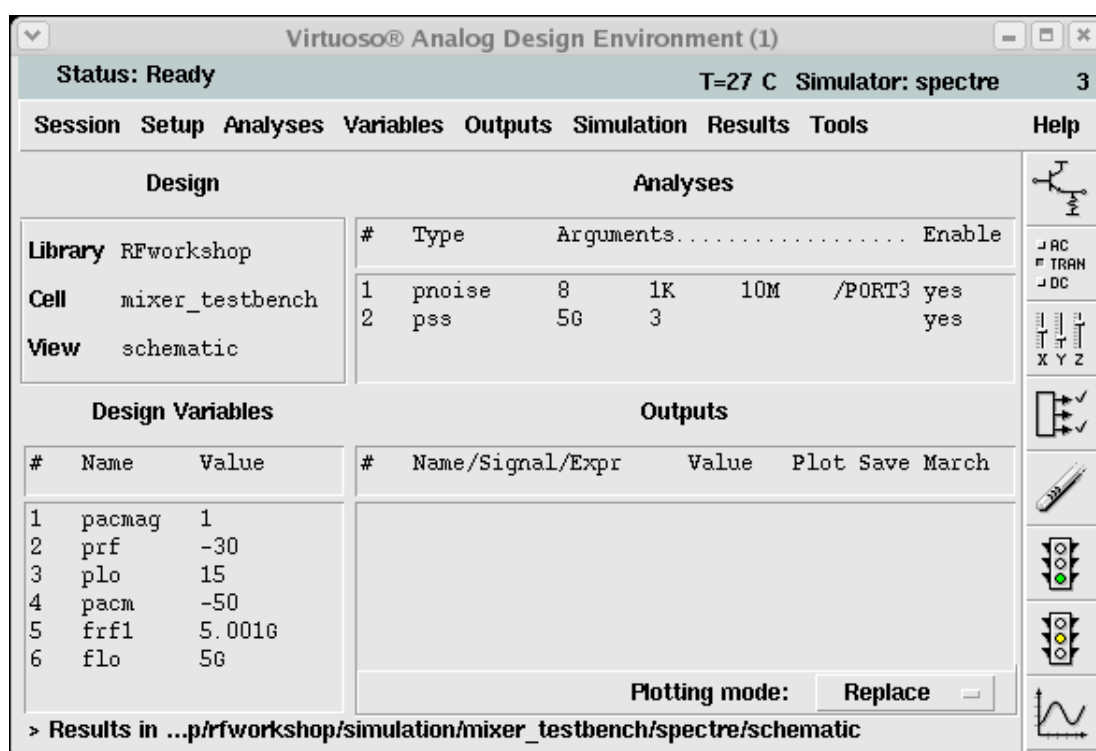 Virtuoso® Analog Design Environment (1)
Status: Ready T=27 C Simulator: spectre 3
Session Setup Analyses Variables Outputs Simulation Results Tools Help
Design
Library RFworkshop
Cell mixer_testbench
View schematic
Analyses
# Type Arguments................... Enable
1 pnoise 8 1K 10M /PORT3 yes
2 pss 5G 3 yes
Design Variables
# Name Value
1 pacmag 1
2 prf -30
3 plo 15
4 pacm -50
5 frf1 5.001G
6 flo 5G
Outputs
# Name/Signal/Expr Value Plot Save March
Plotting mode: Replace
> Results in ...p/rfworkshop/simulation/mixer_testbench/spectre/schematic
AC
TRAN
DC
X Y Z